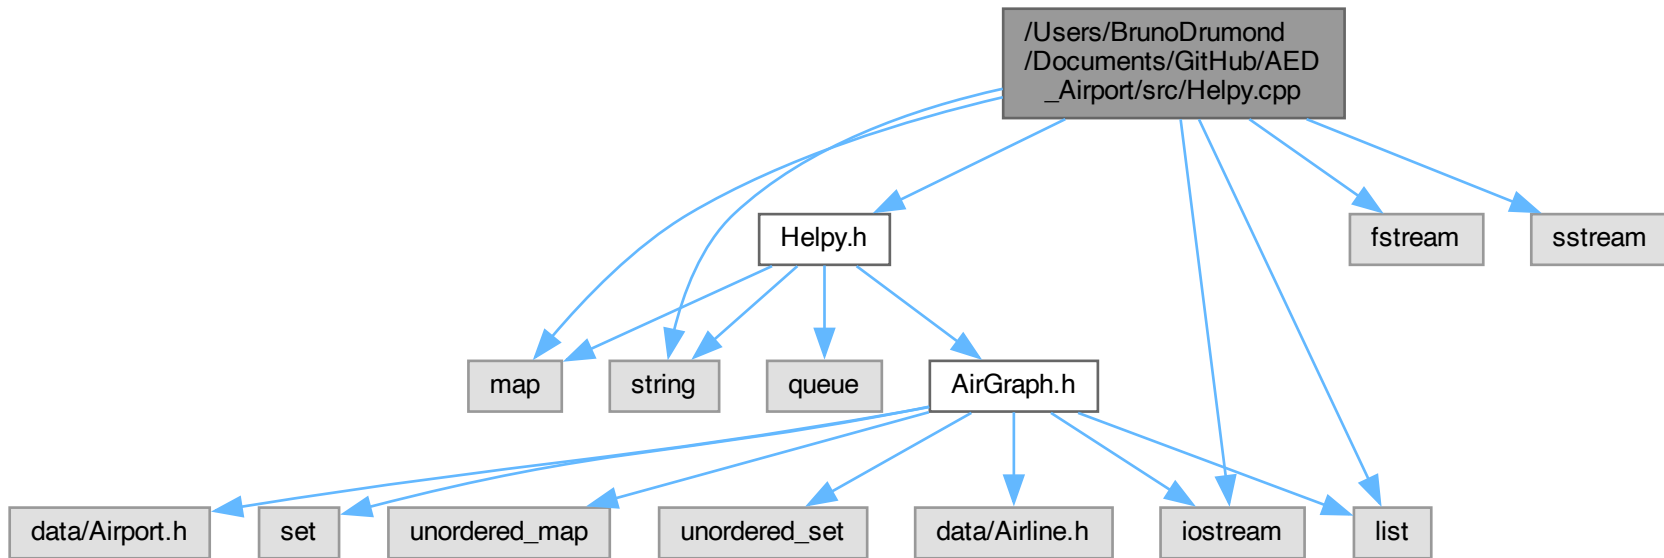 /Users/BrunoDrumond
/Documents/GitHub/AED
_Airport/src/Helpy.cpp
Helpy.h
fstream
sstream
map
string
queue
AirGraph.h
data/Airport.h
set
unordered_map
unordered_set
data/Airline.h
iostream
list